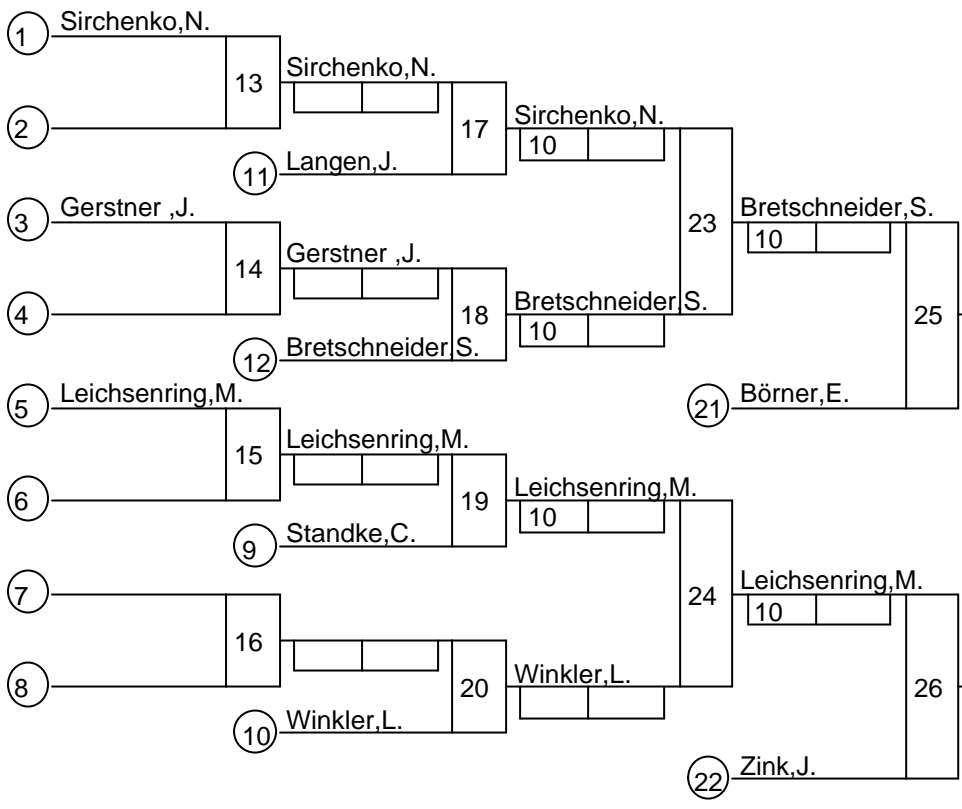 1 Sirchenko,N.
13 Sirchenko,N.
2
17 Sirchenko,N.
10
11 Langen,J.
3 Gerstner ,J.
23 Bretschneider,S.
10
14 Gerstner ,J.
4
18 Bretschneider,S.
10
25
12 Bretschneider,S.
5 Leichsenring,M.
21 Börner,E.
15 Leichsenring,M.
6
19 Leichsenring,M.
10
9 Standke,C.
7
24 Leichsenring,M.
10
16
8
20 Winkler,L.
26
10 Winkler,L.
22 Zink,J.